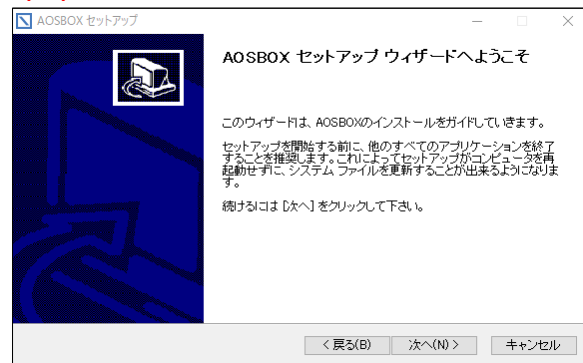 AOSBOX セットアップ
AOSBOX セットアップ ウィザードへようこそ
このウィザードは、AOSBOXのインストールをガイドしていきます。
セットアップを開始する前に、他のすべてのアプリケーションを終了
することを推奨します。これによってセットアップがコンピュータを再
起動せずに、システム ファイルを更新することが出来るようになりま
す。
続けるには [次へ] をクリックして下さい。
< 戻る(B)
次へ(N) >
キャンセル